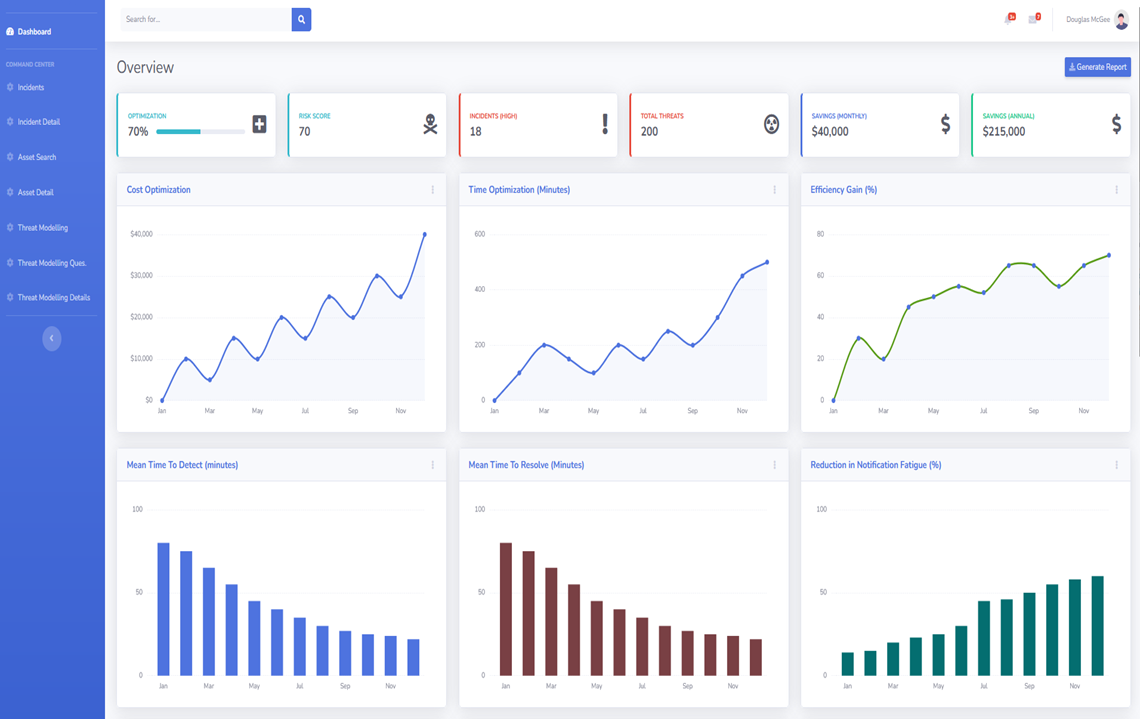 Dashboard
COMMAND CENTER
Incidents
Incident Detail
Asset Search
Asset Detail
Threat Modelling
Threat Modelling Ques.
Threat Modelling Details
Search for...
3+
7
Douglas McGee
Overview
Generate Report
OPTIMIZATION
70%
RISK SCORE
70
INCIDENTS (HIGH)
18
TOTAL THREATS
200
SAVINGS (MONTHLY)
$40,000
SAVINGS (ANNUAL)
$215,000
Cost Optimization
$40,000
$30,000
$20,000
$10,000
$0
Jan Mar May Jul Sep Nov
Time Optimization (Minutes)
600
400
200
0
Jan Mar May Jul Sep Nov
Efficiency Gain (%)
80
60
40
20
0
Jan Mar May Jul Sep Nov
Mean Time To Detect (minutes)
100
50
0
Jan Mar May Jul Sep Nov
Mean Time To Resolve (Minutes)
100
50
0
Jan Mar May Jul Sep Nov
Reduction in Notification Fatigue (%)
100
50
0
Jan Mar May Jul Sep Nov